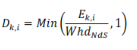 D_{k,i} = Min ( E_{k,i} / Whd_{NdS} , 1 )